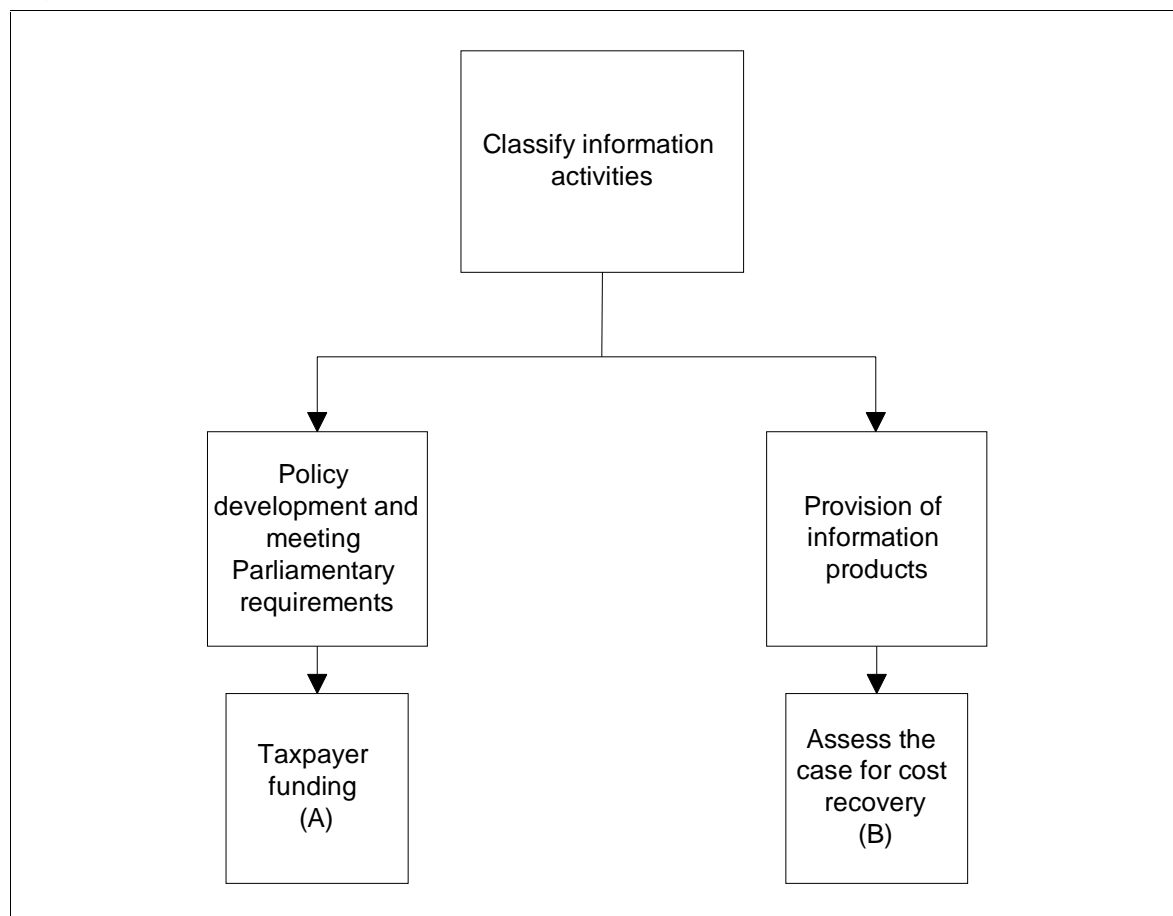 Classify information
activities
Policy
development and
meeting
Parliamentary
requirements
Provision of
information
products
Taxpayer
funding
(A)
Assess the
case for cost
recovery
(B)